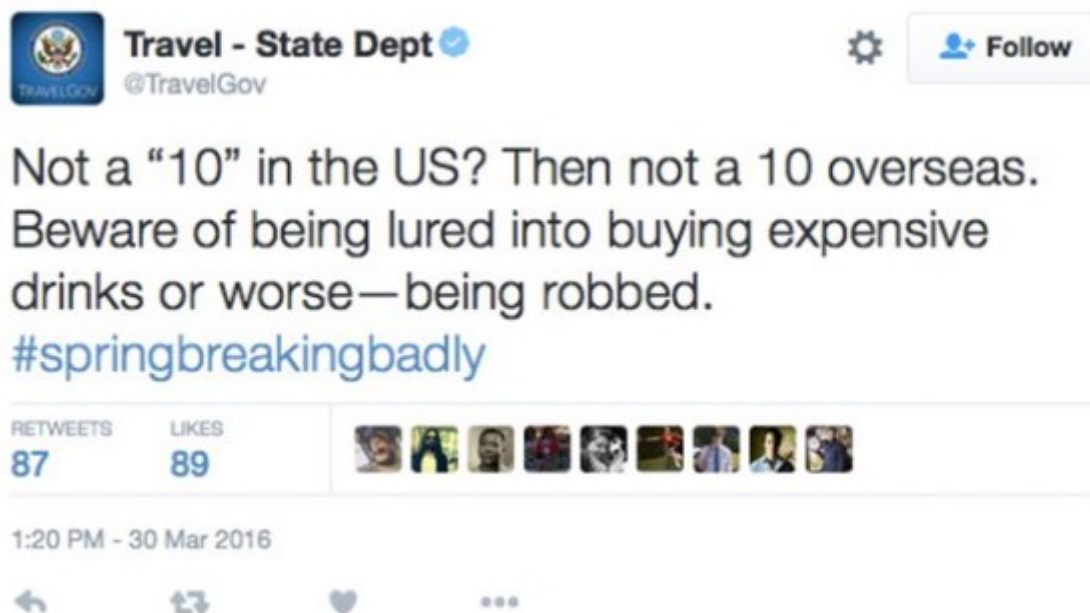 Travel - State Dept
Follow
TRAVELGOV
@TravelGov
Not a “10” in the US? Then not a 10 overseas.
Beware of being lured into buying expensive
drinks or worse—being robbed.
#springbreakingbadly
RETWEETS LIKES
87 89
1:20 PM - 30 Mar 2016